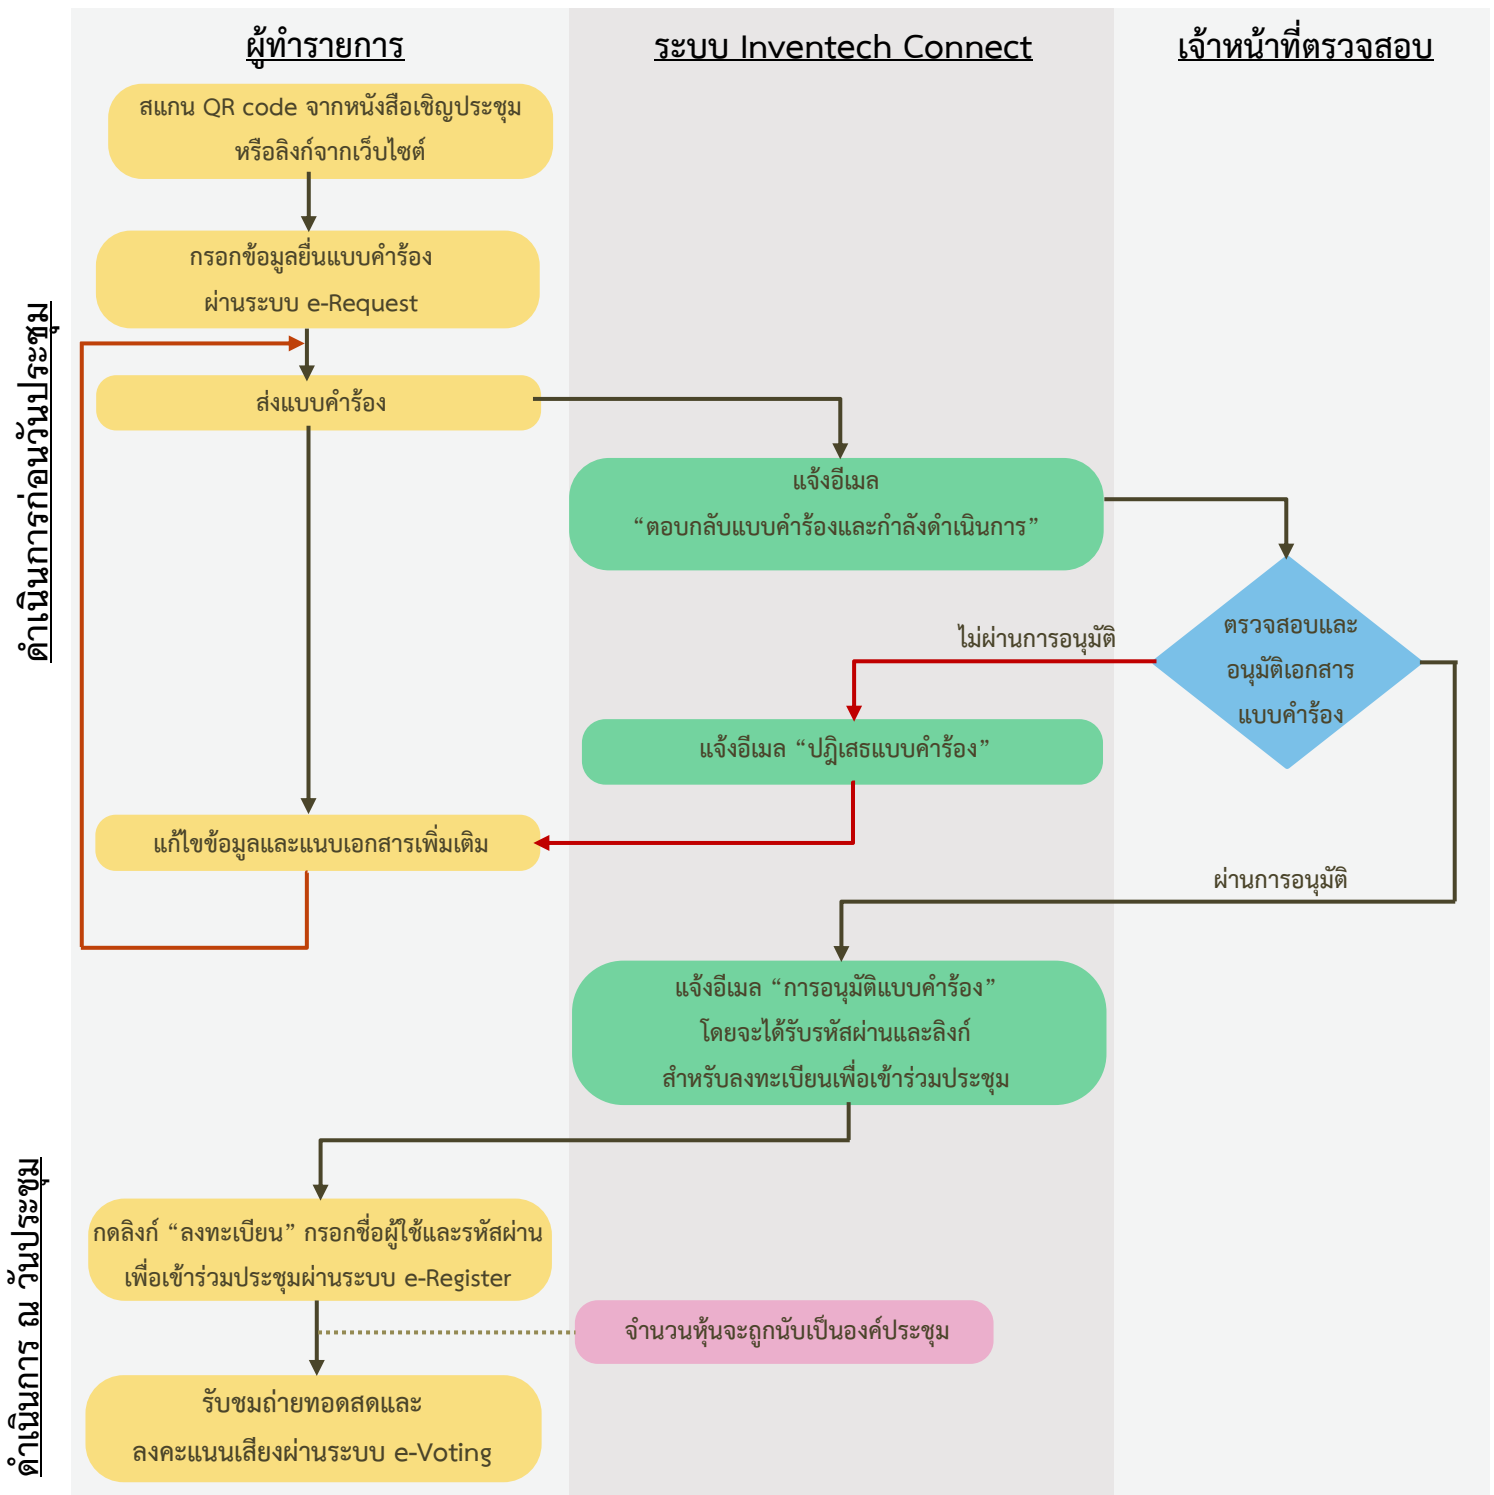 ผู้ทำรายการ
ระบบ Inventech Connect
เจ้าหน้าที่ตรวจสอบ
ดำเนินการก่อนวันประชุม
สแกน QR code จากหนังสือเชิญประชุม
หรือลิงก์จากเว็บไซต์
กรอกข้อมูลยื่นแบบคำร้อง
ผ่านระบบ e-Request
ส่งแบบคำร้อง
แจ้งอีเมล
“ตอบกลับแบบคำร้องและกำลังดำเนินการ”
ตรวจสอบและ
อนุมัติเอกสาร
แบบคำร้อง
ไม่ผ่านการอนุมัติ
แจ้งอีเมล “ปฎิเสธแบบคำร้อง”
แก้ไขข้อมูลและแนบเอกสารเพิ่มเติม
ผ่านการอนุมัติ
แจ้งอีเมล “การอนุมัติแบบคำร้อง”
โดยจะได้รับรหัสผ่านและลิงก์
สำหรับลงทะเบียนเพื่อเข้าร่วมประชุม
ดำเนินการ ณ วันประชุม
กดลิงก์ “ลงทะเบียน” กรอกชื่อผู้ใช้และรหัสผ่าน
เพื่อเข้าร่วมประชุมผ่านระบบ e-Register
จำนวนหุ้นจะถูกนับเป็นองค์ประชุม
รับชมถ่ายทอดสดและ
ลงคะแนนเสียงผ่านระบบ e-Voting